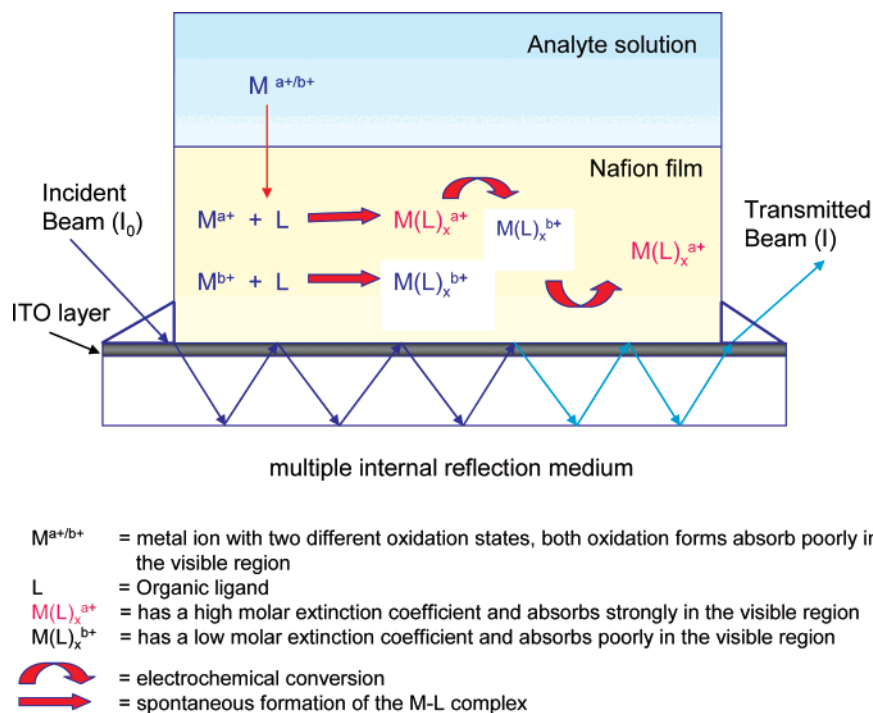 Analyte solution
M a+/b+
Nafion film
Incident
Beam (I₀)
Transmitted
Beam (I)
Mᵃ⁺ + L
M(L)ₓᵃ⁺
M(L)ₓᵇ⁺
M(L)ₓᵃ⁺
Mᵇ⁺ + L
M(L)ₓᵇ⁺
ITO layer
multiple internal reflection medium
Mᵃ⁺/ᵇ⁺ = metal ion with two different oxidation states, both oxidation forms absorb poorly in
the visible region
L = Organic ligand
M(L)ₓᵃ⁺ = has a high molar extinction coefficient and absorbs strongly in the visible region
M(L)ₓᵇ⁺ = has a low molar extinction coefficient and absorbs poorly in the visible region
= electrochemical conversion
= spontaneous formation of the M-L complex